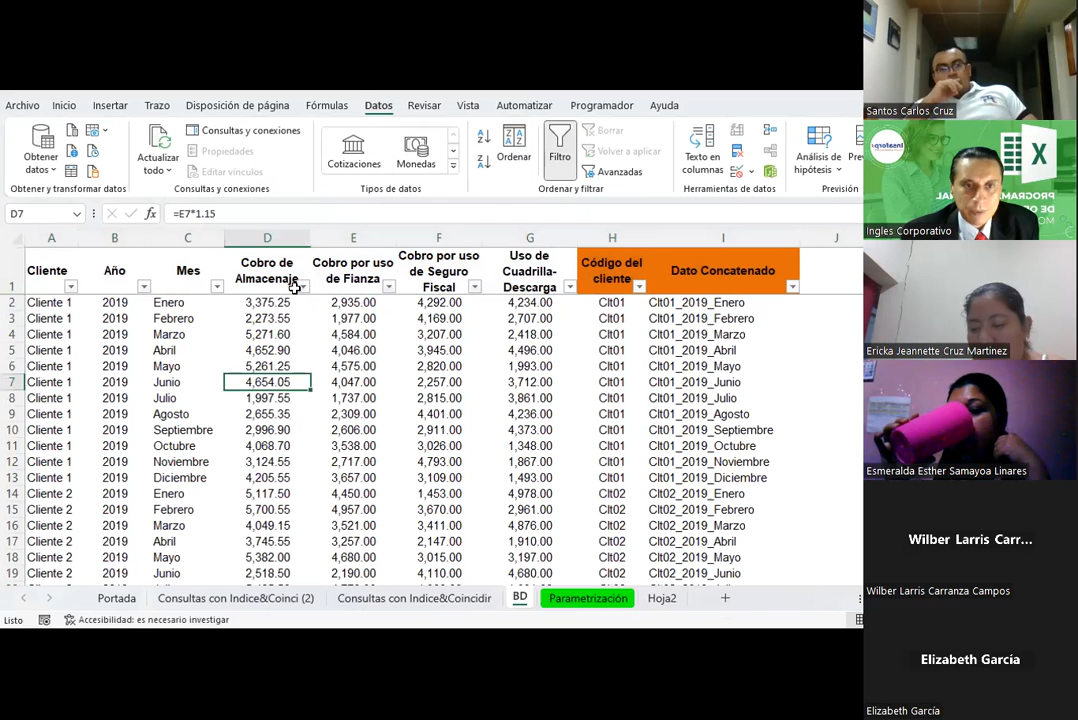 Archivo Inicio Insertar Trazo Disposición de página Fórmulas Datos Revisar Vista Automatizar Programador Ayuda
Obtener datos
Actualizar todo
Consultas y conexiones
Propiedades
Editar vínculos
Cotizaciones
Monedas
Ordenar
Filtro
Borrar
Volver a aplicar
Avanzadas
Texto en columnas
Análisis de hipótesis
Obtener y transformar datos Consultas y conexiones Tipos de datos Ordenar y filtrar Herramientas de datos Previsión
D7 fx =E7*1.15
A B C D E F G H I J
1 Cliente Año Mes Cobro de Almacenaje Cobro por uso de Fianza Cobro por uso de Seguro Fiscal Uso de Cuadrilla-Descarga Código del cliente Dato Concatenado
2 Cliente 1 2019 Enero 3,375.25 2,935.00 4,292.00 4,234.00 Clt01 Clt01_2019_Enero
3 Cliente 1 2019 Febrero 2,273.55 1,977.00 4,169.00 2,707.00 Clt01 Clt01_2019_Febrero
4 Cliente 1 2019 Marzo 5,271.60 4,584.00 3,207.00 2,418.00 Clt01 Clt01_2019_Marzo
5 Cliente 1 2019 Abril 4,652.90 4,046.00 3,945.00 4,496.00 Clt01 Clt01_2019_Abril
6 Cliente 1 2019 Mayo 5,261.25 4,575.00 2,820.00 1,993.00 Clt01 Clt01_2019_Mayo
7 Cliente 1 2019 Junio 4,654.05 4,047.00 2,257.00 3,712.00 Clt01 Clt01_2019_Junio
8 Cliente 1 2019 Julio 1,997.55 1,737.00 2,815.00 3,861.00 Clt01 Clt01_2019_Julio
9 Cliente 1 2019 Agosto 2,655.35 2,309.00 4,401.00 4,236.00 Clt01 Clt01_2019_Agosto
10 Cliente 1 2019 Septiembre 2,996.90 2,606.00 2,911.00 4,373.00 Clt01 Clt01_2019_Septiembre
11 Cliente 1 2019 Octubre 4,068.70 3,538.00 3,026.00 1,348.00 Clt01 Clt01_2019_Octubre
12 Cliente 1 2019 Noviembre 3,124.55 2,717.00 4,793.00 1,867.00 Clt01 Clt01_2019_Noviembre
13 Cliente 1 2019 Diciembre 4,205.55 3,657.00 3,109.00 1,493.00 Clt01 Clt01_2019_Diciembre
14 Cliente 2 2019 Enero 5,117.50 4,450.00 1,453.00 4,978.00 Clt02 Clt02_2019_Enero
15 Cliente 2 2019 Febrero 5,700.55 4,957.00 3,670.00 2,961.00 Clt02 Clt02_2019_Febrero
16 Cliente 2 2019 Marzo 4,049.15 3,521.00 3,411.00 4,876.00 Clt02 Clt02_2019_Marzo
17 Cliente 2 2019 Abril 3,745.55 3,257.00 2,147.00 1,910.00 Clt02 Clt02_2019_Abril
18 Cliente 2 2019 Mayo 5,382.00 4,680.00 3,015.00 3,197.00 Clt02 Clt02_2019_Mayo
19 Cliente 2 2019 Junio 2,518.50 2,190.00 4,110.00 4,680.00 Clt02 Clt02_2019_Junio
Portada Consultas con Indice&Coinci (2) Consultas con Indice&Coincidir BD Parametrización Hoja2
Listo Accesibilidad: es necesario investigar
Santos Carlos Cruz
Ingles Corporativo
Ericka Jeannette Cruz Martinez
Esmeralda Esther Samayoa Linares
Wilber Larris Carr...
Wilber Larris Carranza Campos
Elizabeth García
Elizabeth García